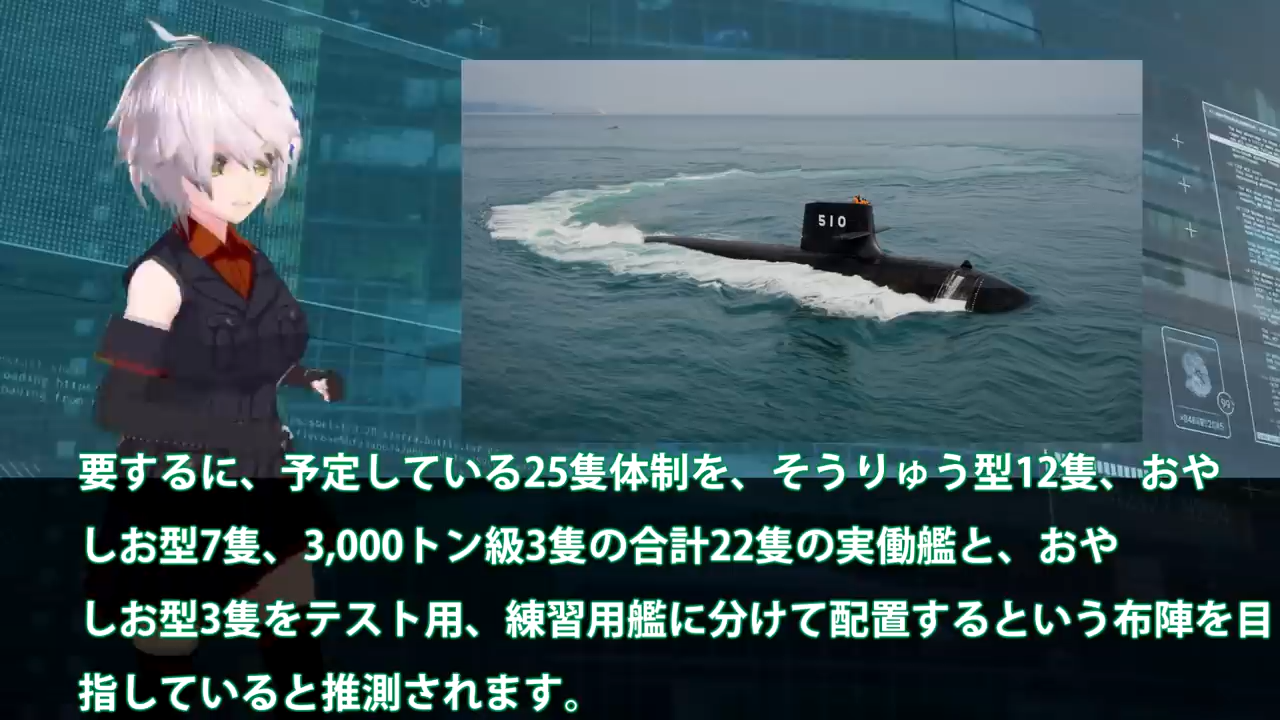 510
要するに、予定している25隻体制を、そうりゅう型12隻、おや
しお型7隻、3,000トン級3隻の合計22隻の実働艦と、おや
しお型3隻をテスト用、練習用艦に分けて配置するという布陣を目
指していると推測されます。